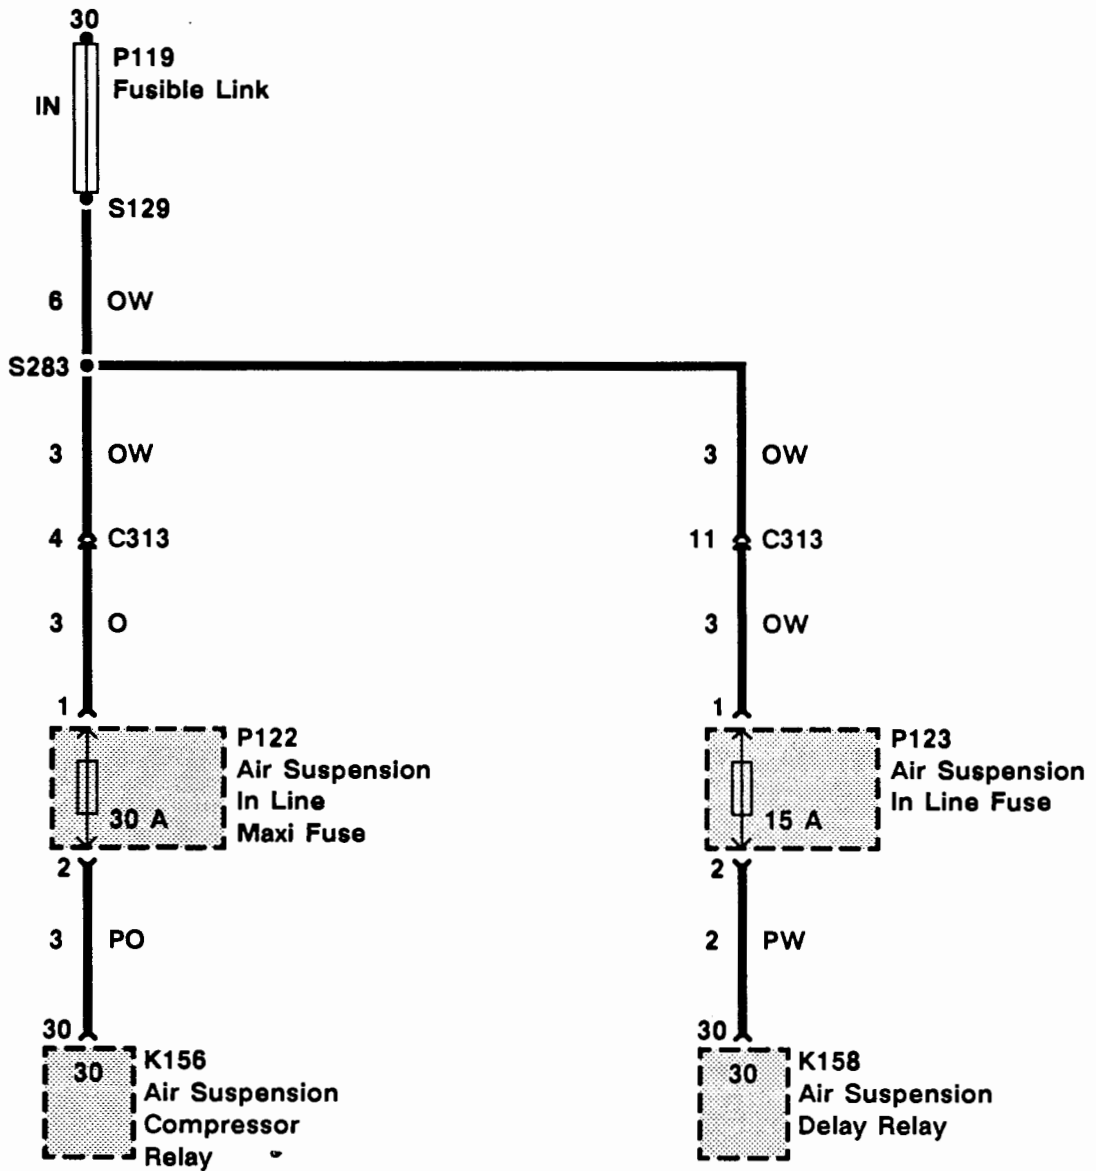 30
P119
Fusible Link
IN
S129
6 OW
S283
3 OW 3 OW
4 C313 11 C313
3 O 3 OW
1 1
P122
Air Suspension
In Line
Maxi Fuse
30 A
P123
Air Suspension
In Line Fuse
15 A
2 2
3 PO 2 PW
30 30
30
K156
Air Suspension
Compressor
Relay
30
K158
Air Suspension
Delay Relay